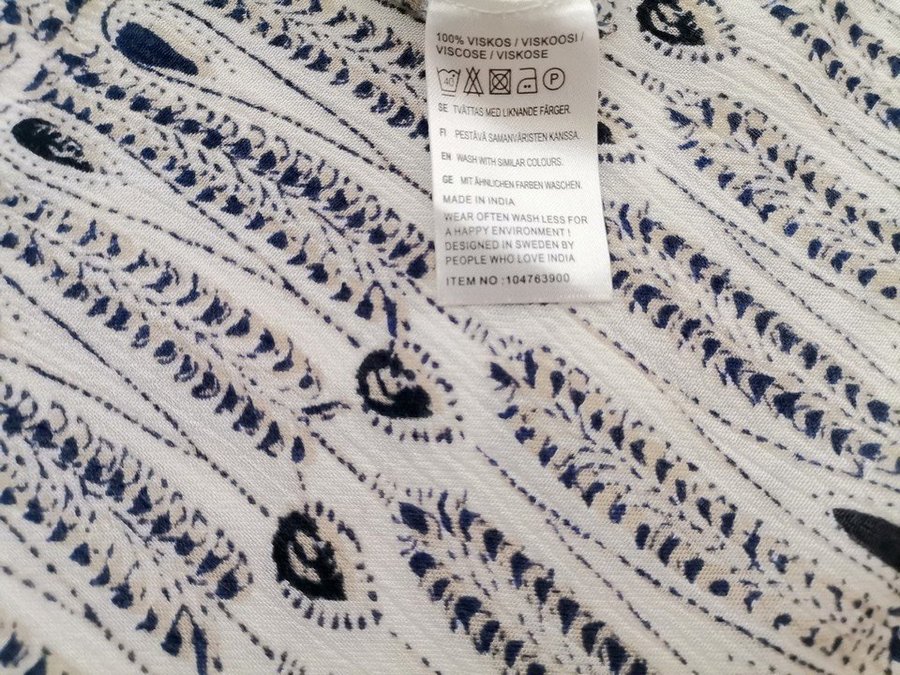 100% VISKOS / VISKOOSI /
VISCOSE / VISKOSE
40 P
SE TVÄTTAS MED LIKNANDE FÄRGER.
FI PESTÄVÄ SAMANVÄRISTEN KANSSA.
EN WASH WITH SIMILAR COLOURS.
GE MIT ÄHNLICHEN FARBEN WASCHEN.
MADE IN INDIA
WEAR OFTEN WASH LESS FOR
A HAPPY ENVIRONMENT !
DESIGNED IN SWEDEN BY
PEOPLE WHO LOVE INDIA
ITEM NO : 104763900